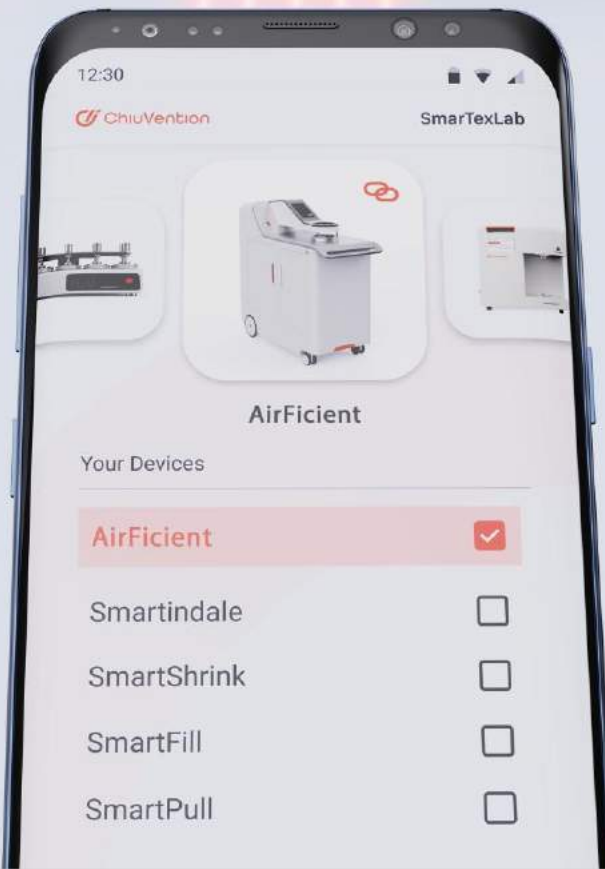 12:30
ChiuVention
SmarTexLab
AirFicient
Your Devices
AirFicient
Smartindale
SmartShrink
SmartFill
SmartPull